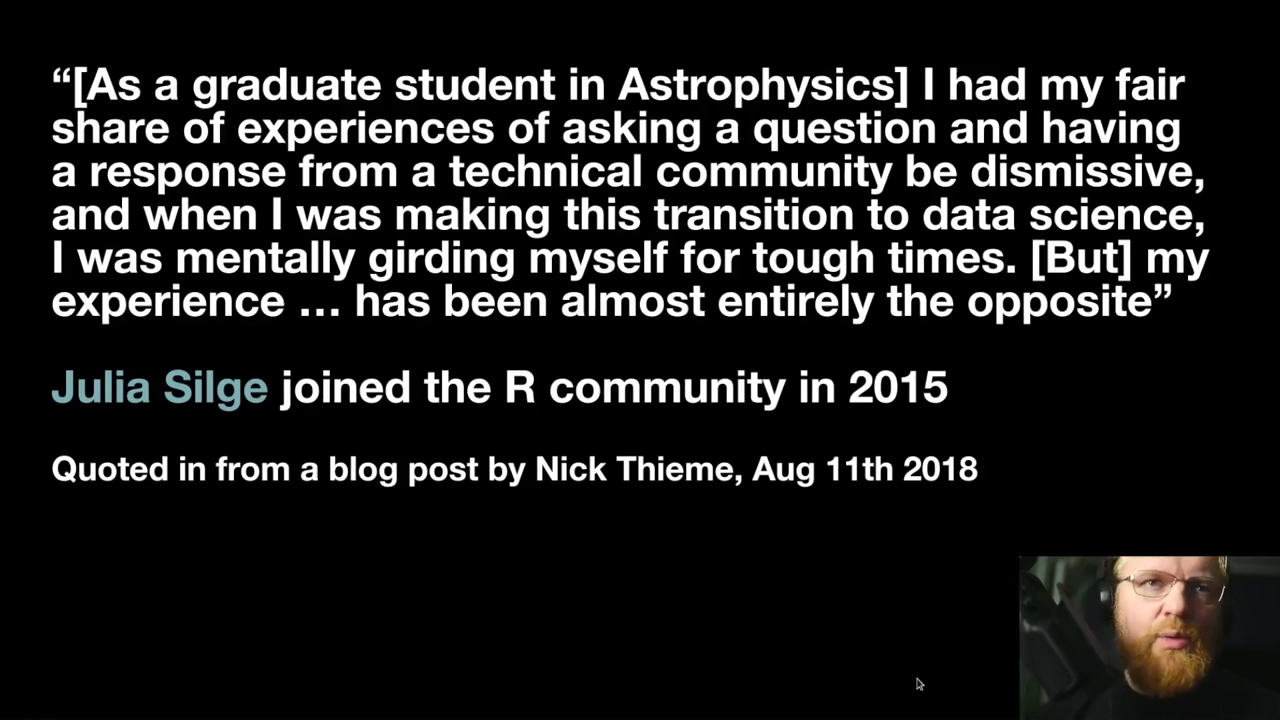 “[As a graduate student in Astrophysics] I had my fair
share of experiences of asking a question and having
a response from a technical community be dismissive,
and when I was making this transition to data science,
I was mentally girding myself for tough times. [But] my
experience … has been almost entirely the opposite”
Julia Silge joined the R community in 2015
Quoted in from a blog post by Nick Thieme, Aug 11th 2018